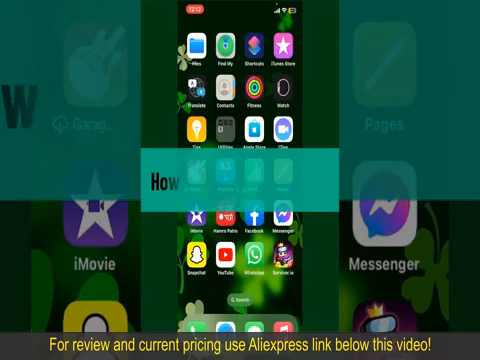 12:13
Files Find My Shortcuts iTunes Store
Translate Contacts Fitness Watch
Tips Utilities Apple Store Clips
W
How
Garag...
Pages
iMovie Hamro Patro Facebook Messenger
iMovie
Messenger
Snapchat YouTube WhatsApp Survivor.io
Search
For review and current pricing use Aliexpress link below this video!